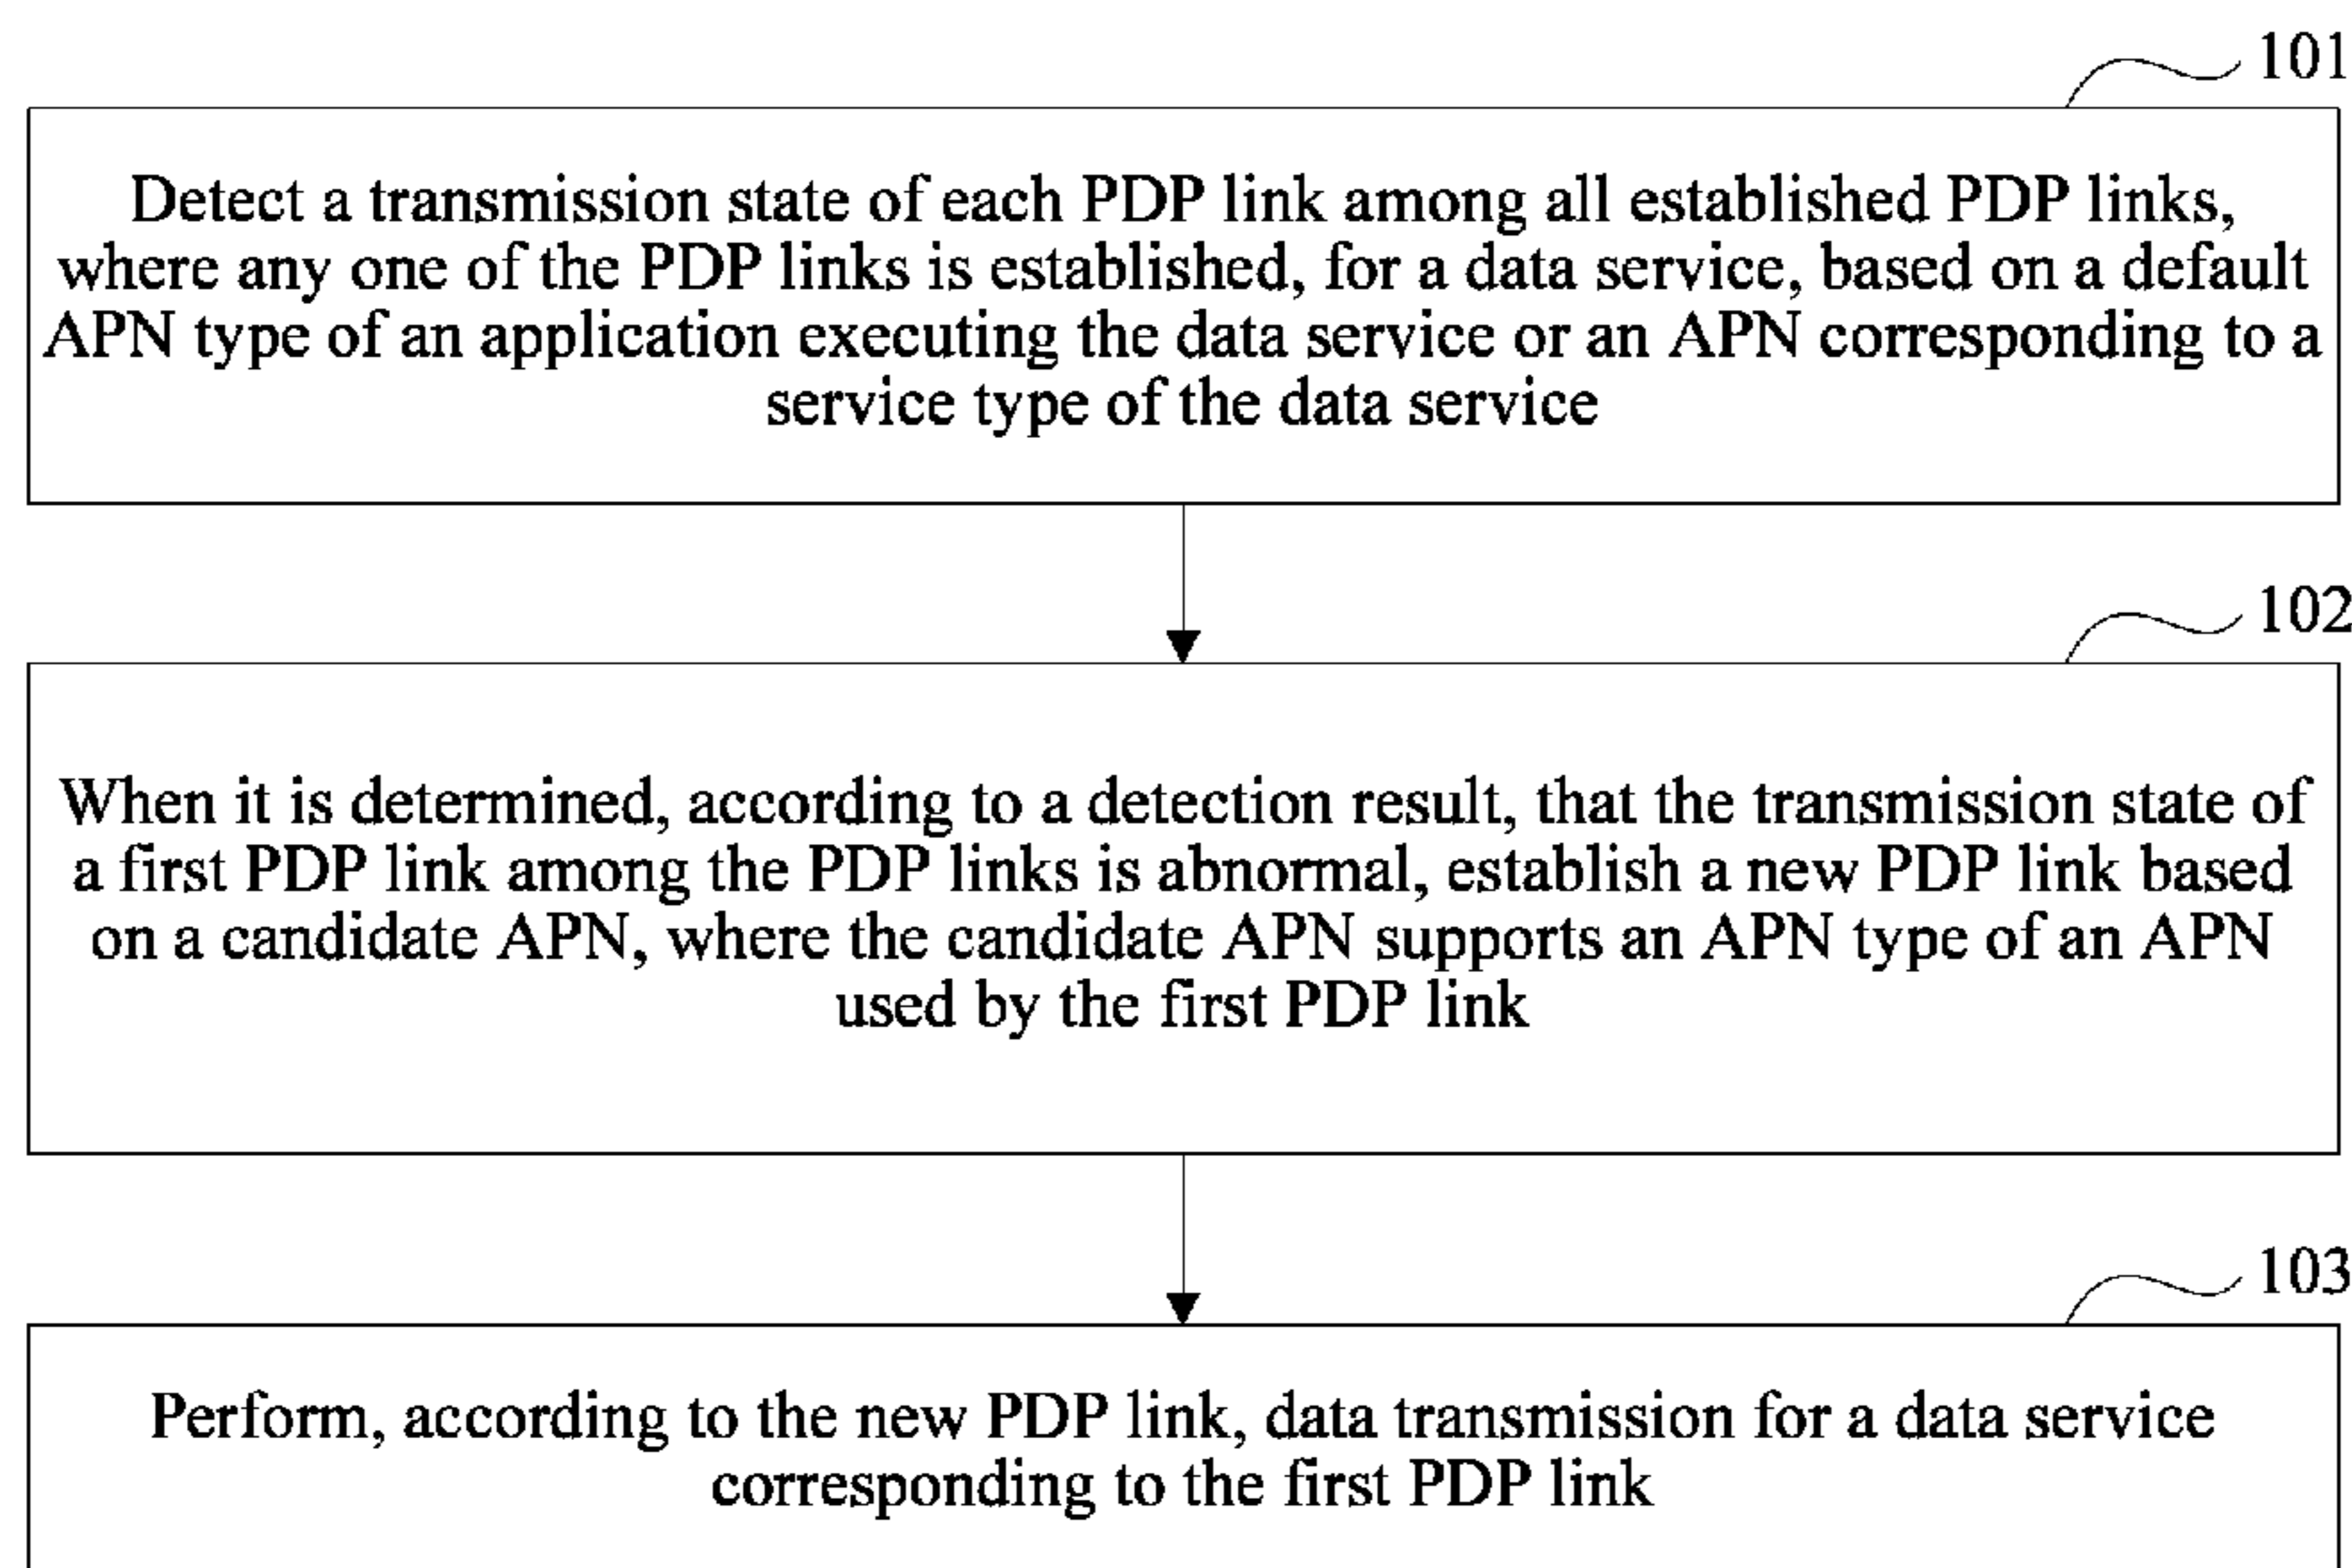 101
Detect a transmission state of each PDP link among all established PDP links,
where any one of the PDP links is established, for a data service, based on a default
APN type of an application executing the data service or an APN corresponding to a
service type of the data service
102
When it is determined, according to a detection result, that the transmission state of
a first PDP link among the PDP links is abnormal, establish a new PDP link based
on a candidate APN, where the candidate APN supports an APN type of an APN
used by the first PDP link
103
Perform, according to the new PDP link, data transmission for a data service
corresponding to the first PDP link